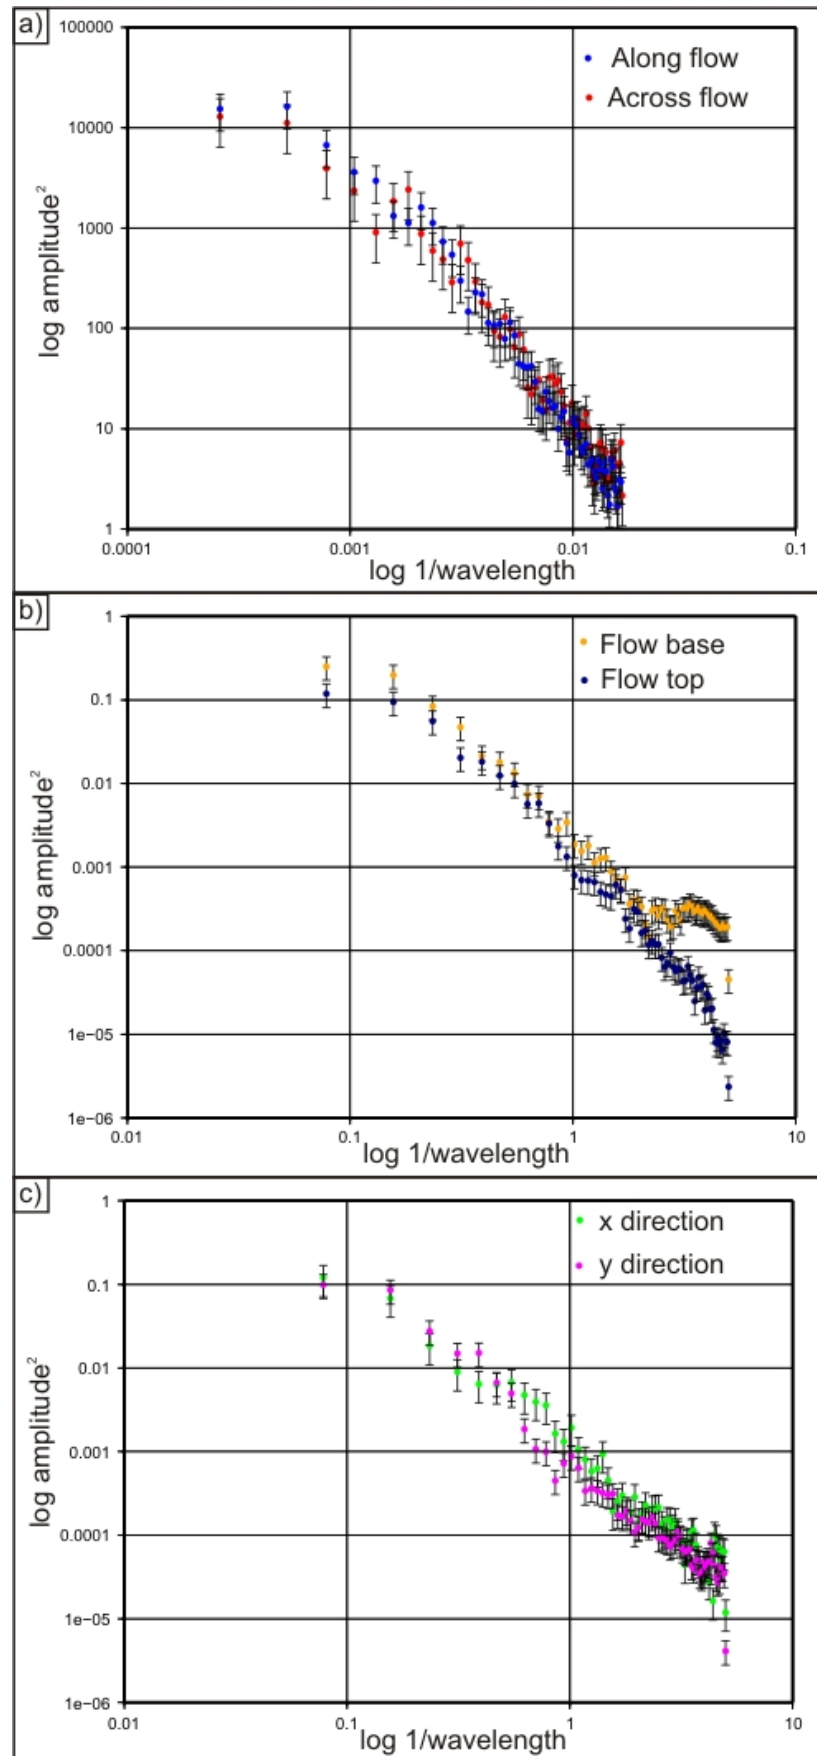 a)
100000
10000
1000
100
10
1
log amplitude²
Along flow
Across flow
0.0001
0.001
0.01
0.1
log 1/wavelength
b)
1
0.1
0.01
0.001
0.0001
1e−05
1e−06
log amplitude²
Flow base
Flow top
0.01
0.1
1
10
log 1/wavelength
c)
1
0.1
0.01
0.001
0.0001
1e−05
1e−06
log amplitude²
x direction
y direction
0.01
0.1
1
10
log 1/wavelength